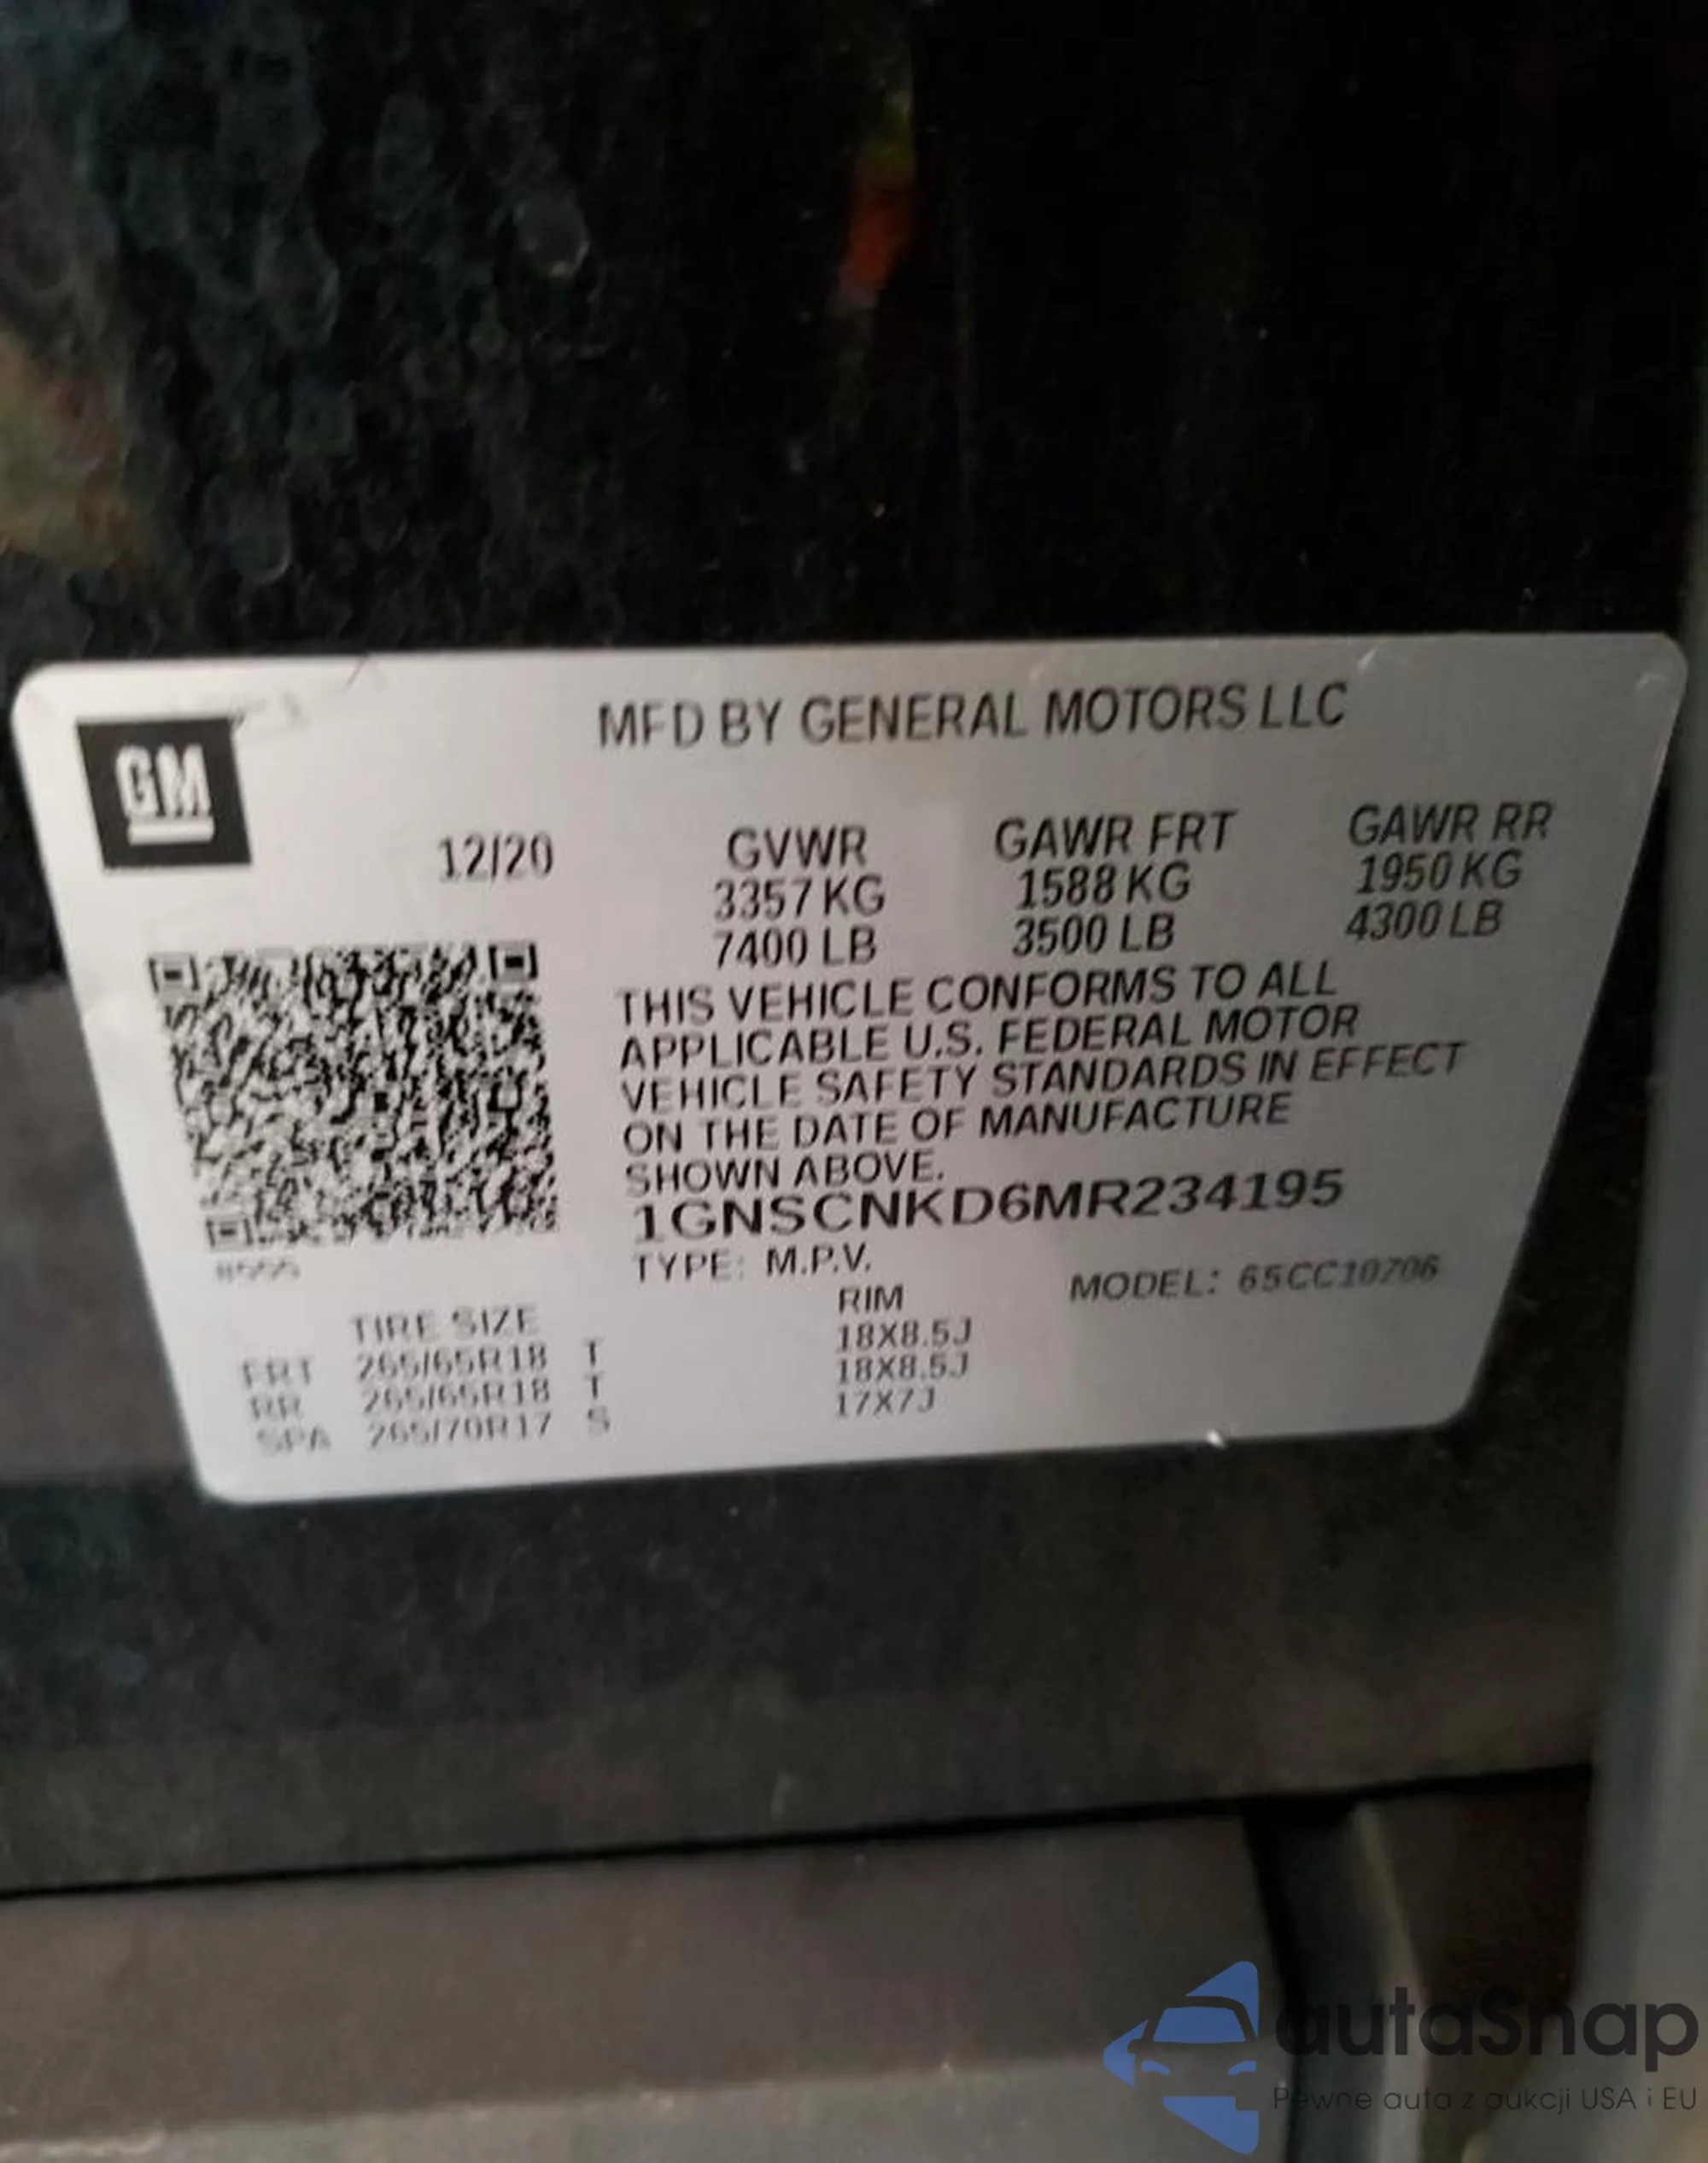 MFD BY GENERAL MOTORS LLC
GM
12/20 GVWR GAWR FRT GAWR RR
3357 KG 1588 KG 1950 KG
7400 LB 3500 LB 4300 LB
THIS VEHICLE CONFORMS TO ALL
APPLICABLE U.S. FEDERAL MOTOR
VEHICLE SAFETY STANDARDS IN EFFECT
ON THE DATE OF MANUFACTURE
SHOWN ABOVE.
1GNSCNKD6MR234195
TYPE: M.P.V. MODEL: 65CC10706
TIRE SIZE RIM
FRT 265/65R18 T 18X8.5J
RR 265/65R18 T 18X8.5J
SPA 265/70R17 S 17X7J
autaSnap
Pewne auta z aukcji USA i EU